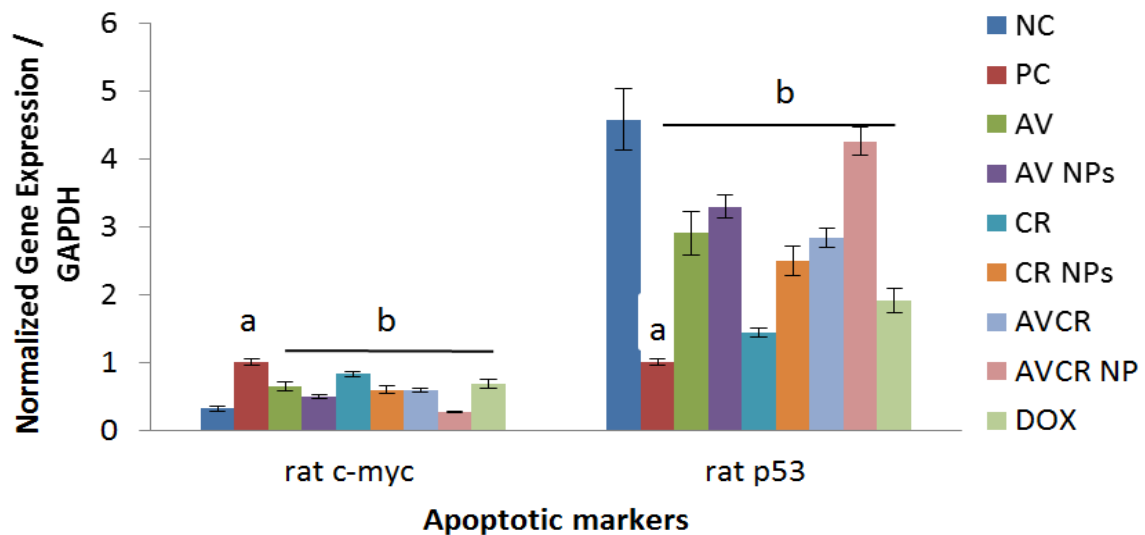 Normalized Gene Expression /
GAPDH
6
5
4
3
2
1
0
a
b
a
b
rat c-myc
rat p53
Apoptotic markers
NC
PC
AV
AV NPs
CR
CR NPs
AVCR
AVCR NP
DOX